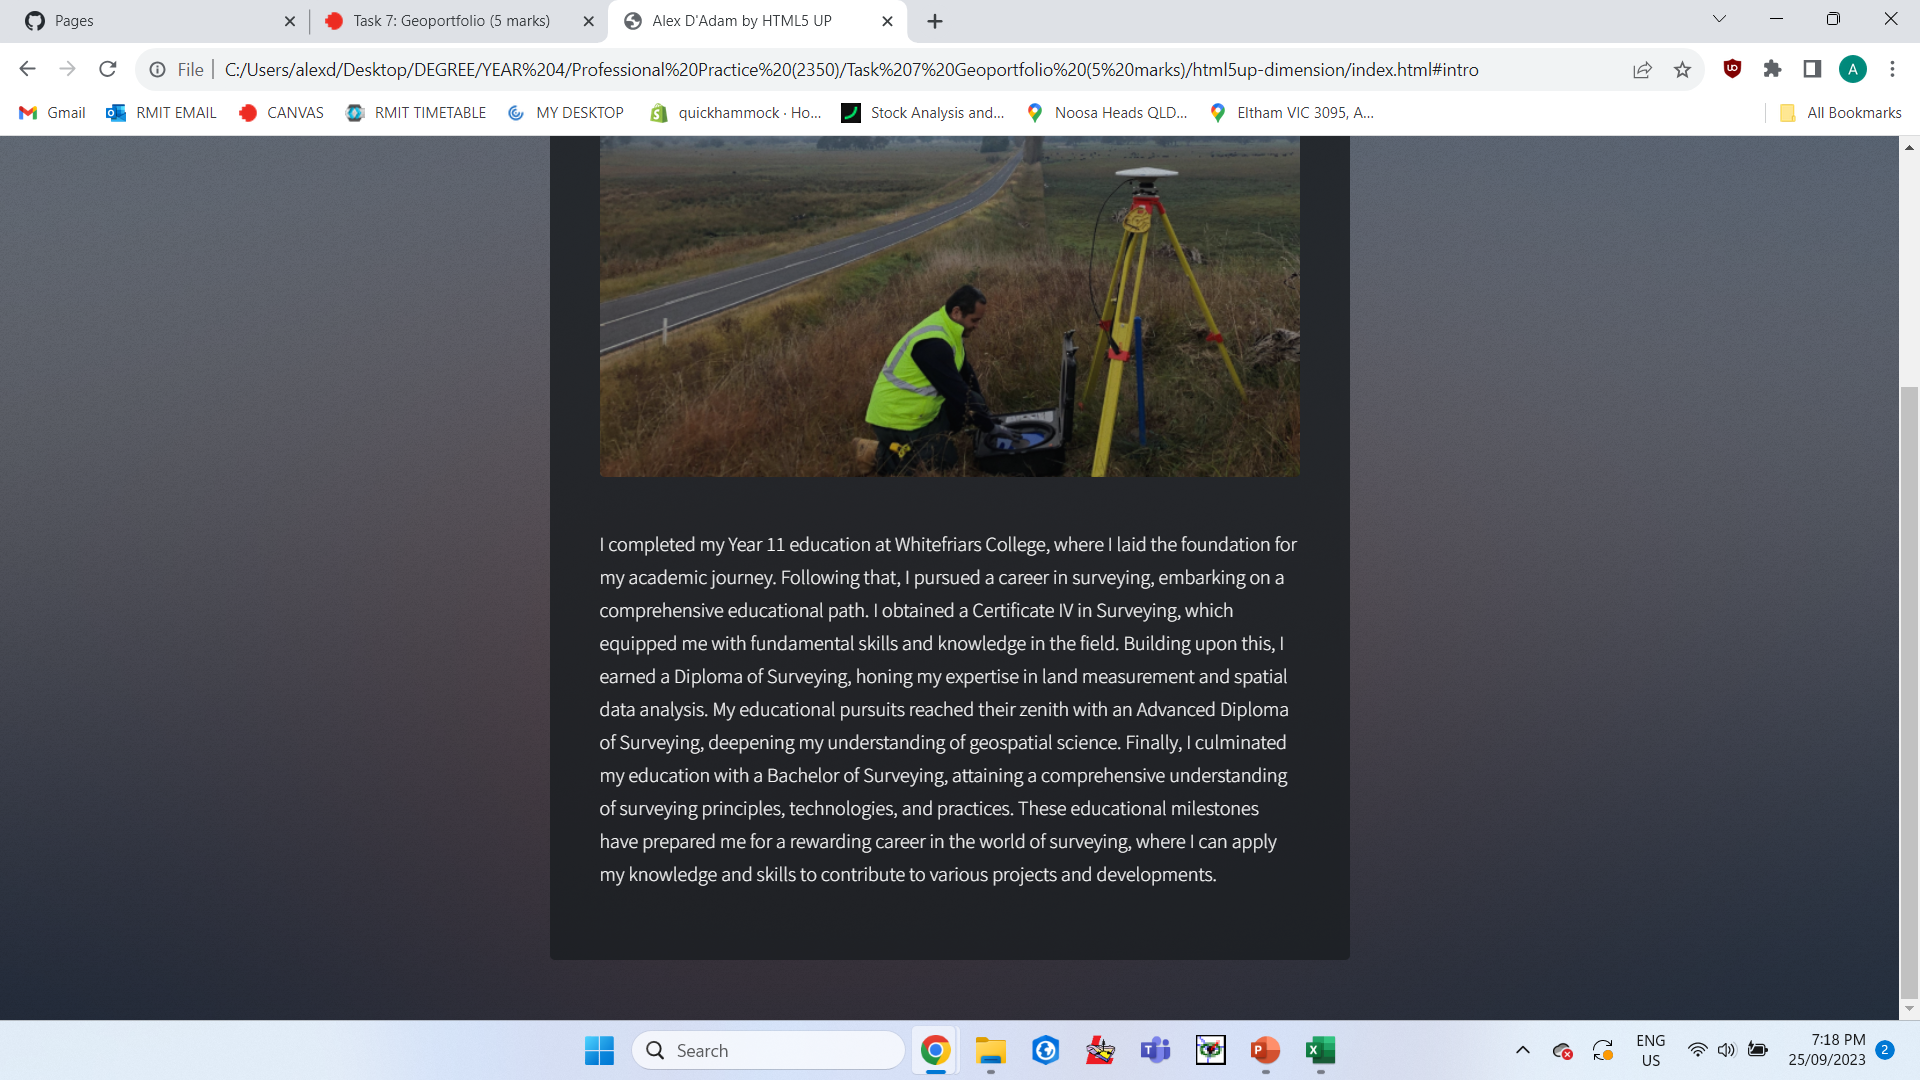 Pages
Task 7: Geoportfolio (5 marks)
Alex D'Adam by HTML5 UP
File
C:/Users/alexd/Desktop/DEGREE/YEAR%204/Professional%20Practice%20(2350)/Task%207%20Geoportfolio%20(5%20marks)/html5up-dimension/index.html#intro
A
Gmail
RMIT EMAIL
CANVAS
RMIT TIMETABLE
MY DESKTOP
quickhammock · Ho...
Stock Analysis and...
Noosa Heads QLD...
Eltham VIC 3095, A...
All Bookmarks
I completed my Year 11 education at Whitefriars College, where I laid the foundation for
my academic journey. Following that, I pursued a career in surveying, embarking on a
comprehensive educational path. I obtained a Certificate IV in Surveying, which
equipped me with fundamental skills and knowledge in the field. Building upon this, I
earned a Diploma of Surveying, honing my expertise in land measurement and spatial
data analysis. My educational pursuits reached their zenith with an Advanced Diploma
of Surveying, deepening my understanding of geospatial science. Finally, I culminated
my education with a Bachelor of Surveying, attaining a comprehensive understanding
of surveying principles, technologies, and practices. These educational milestones
have prepared me for a rewarding career in the world of surveying, where I can apply
my knowledge and skills to contribute to various projects and developments.
Search
ENG
US
7:18 PM
25/09/2023
2